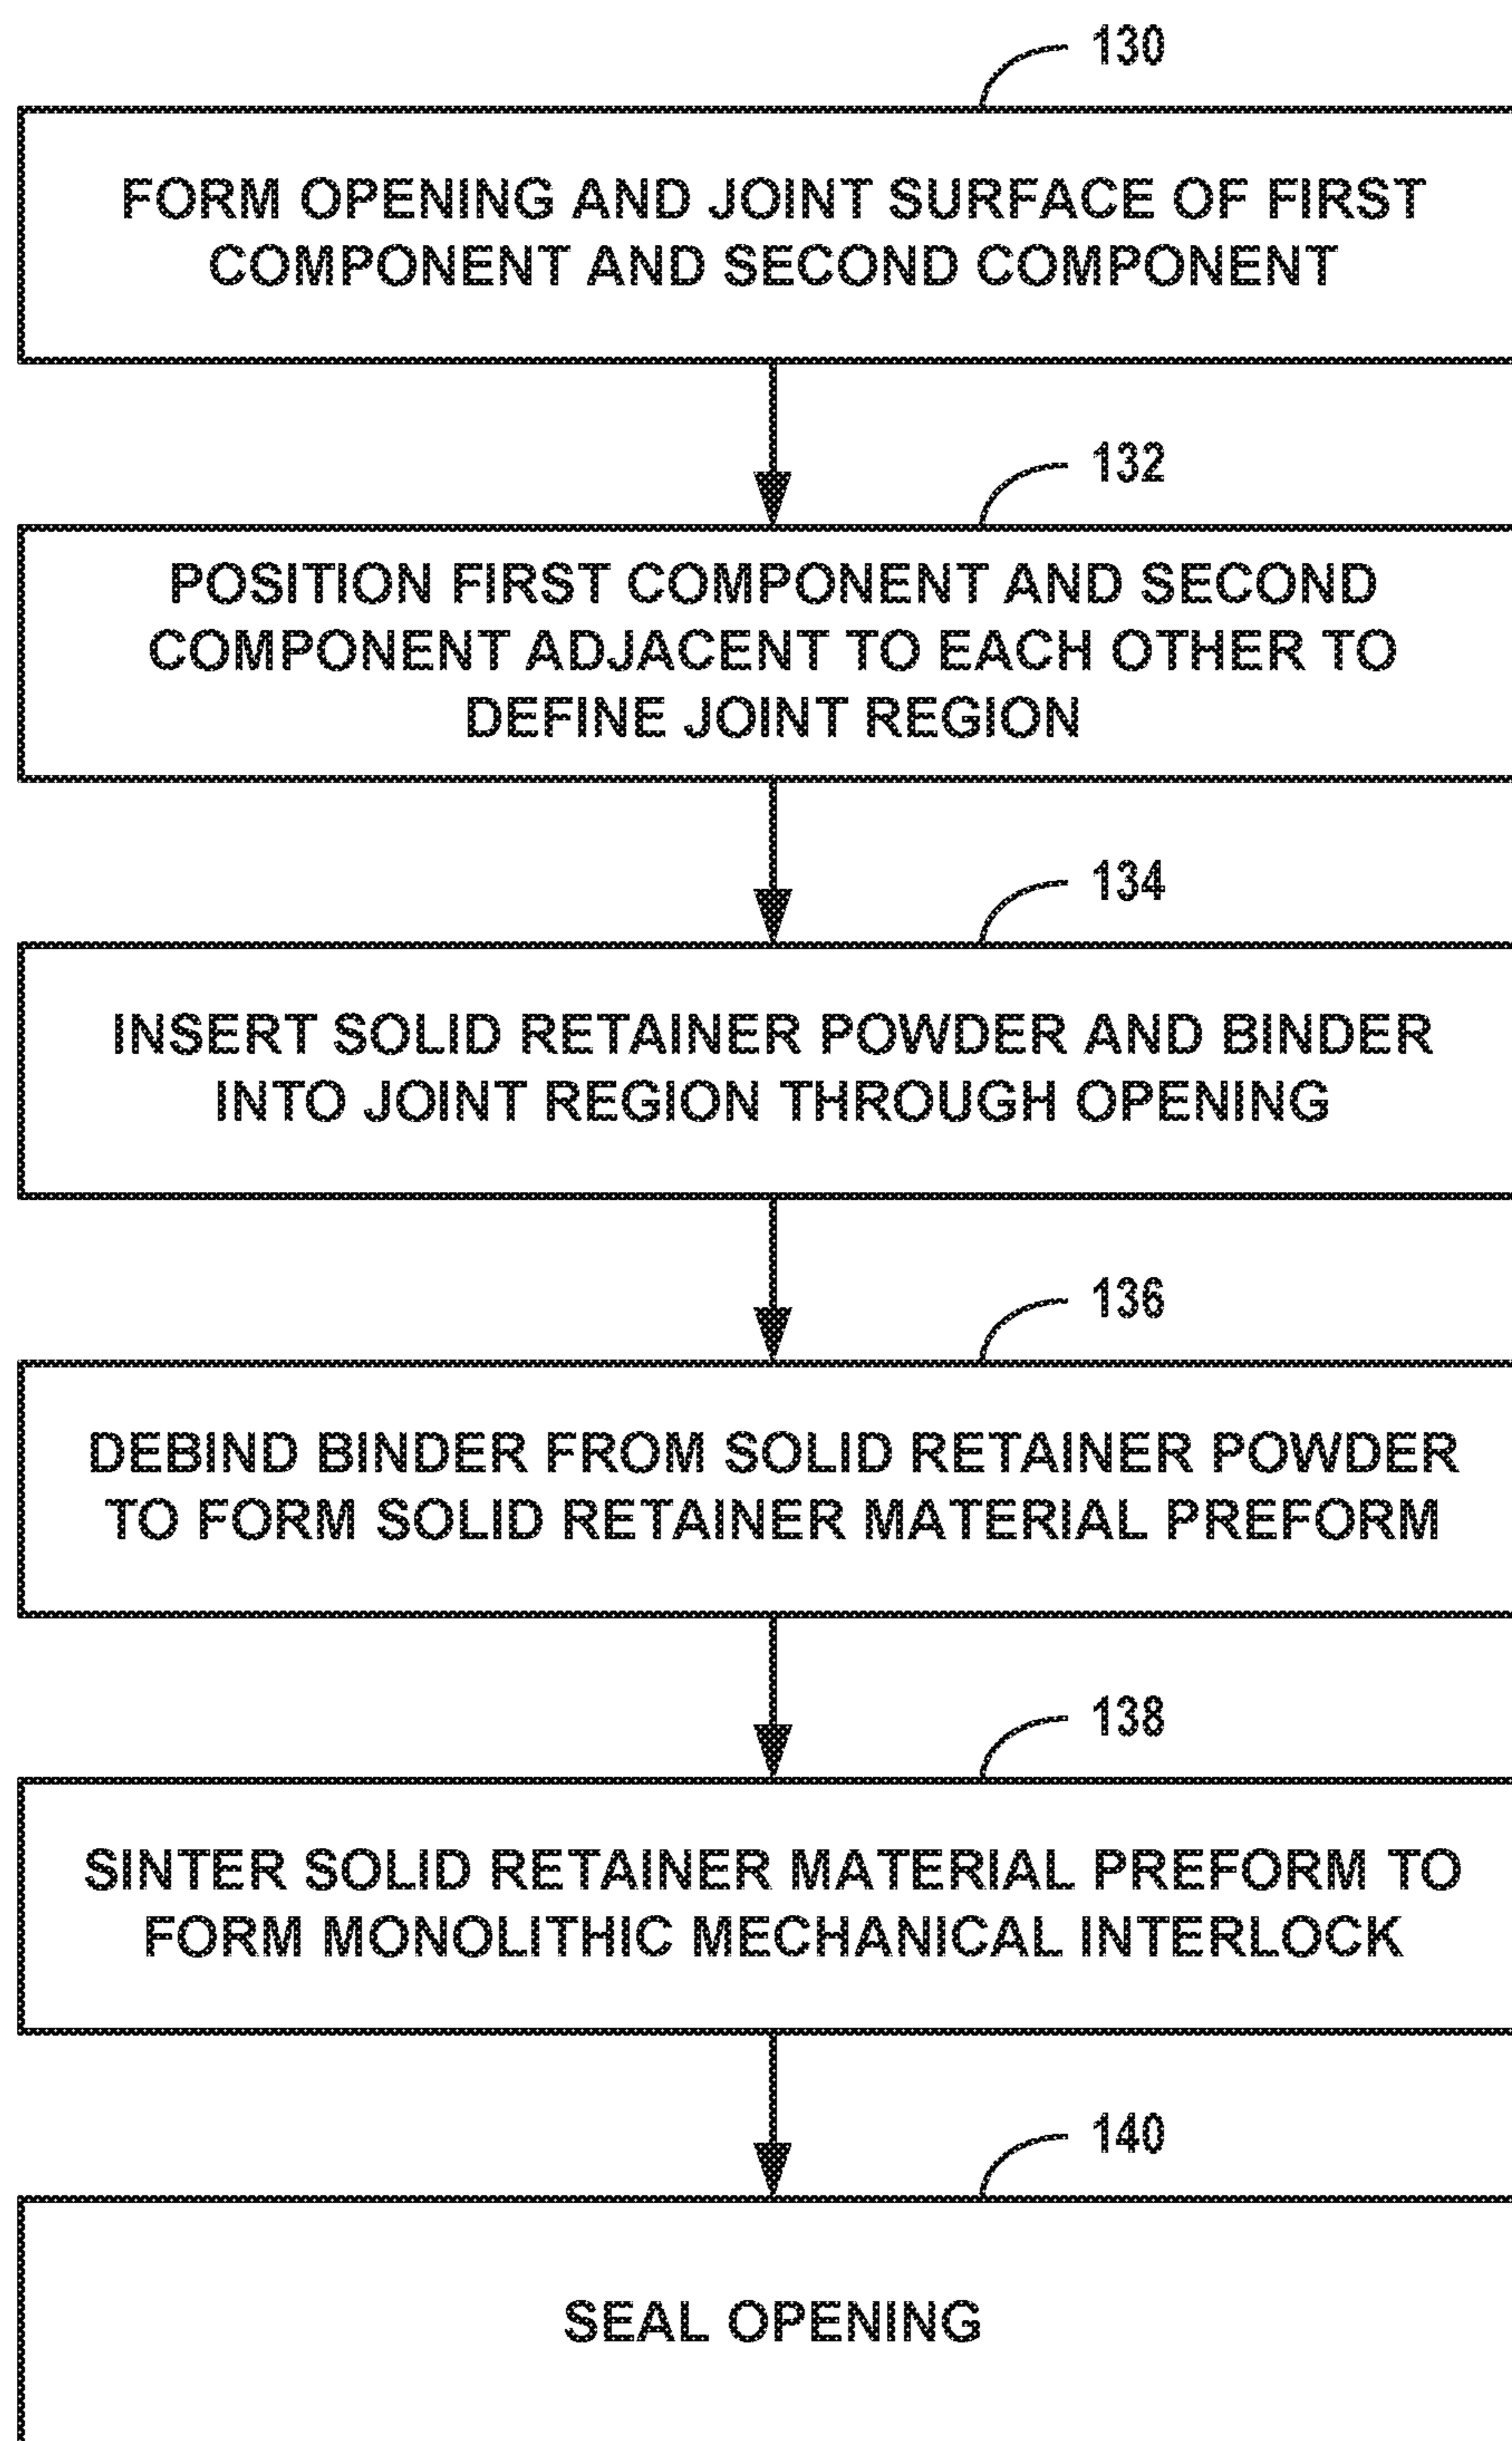 130
FORM OPENING AND JOINT SURFACE OF FIRST
COMPONENT AND SECOND COMPONENT
132
POSITION FIRST COMPONENT AND SECOND
COMPONENT ADJACENT TO EACH OTHER TO
DEFINE JOINT REGION
134
INSERT SOLID RETAINER POWDER AND BINDER
INTO JOINT REGION THROUGH OPENING
136
DEBIND BINDER FROM SOLID RETAINER POWDER
TO FORM SOLID RETAINER MATERIAL PREFORM
138
SINTER SOLID RETAINER MATERIAL PREFORM TO
FORM MONOLITHIC MECHANICAL INTERLOCK
140
SEAL OPENING